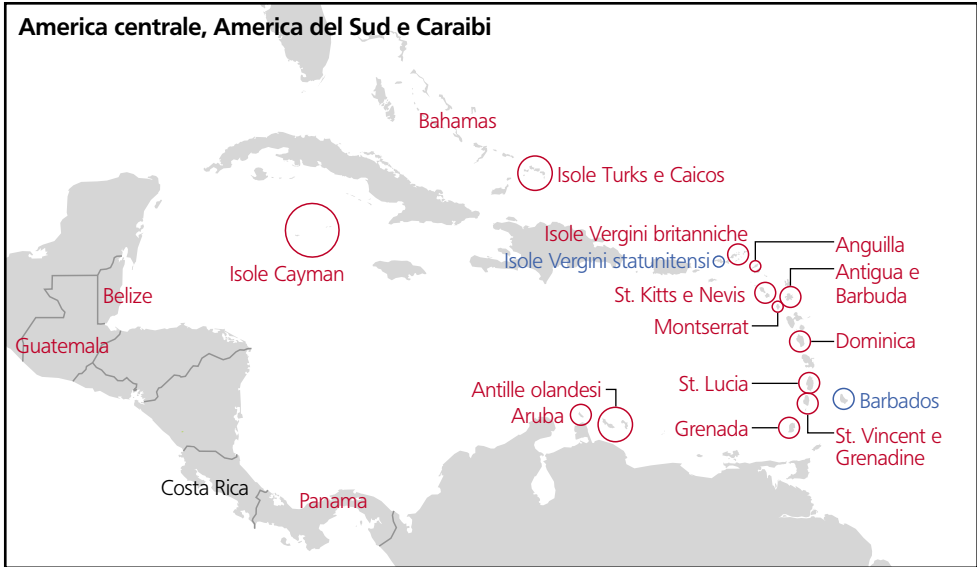 America centrale, America del Sud e Caraibi
Bahamas
Isole Turks e Caicos
Isole Vergini britanniche
Anguilla
Isole Vergini statunitensi
Isole Cayman
Antigua e
Barbuda
Belize
St. Kitts e Nevis
Montserrat
Guatemala
Dominica
Antille olandesi
St. Lucia
Aruba
Barbados
Grenada
St. Vincent e
Grenadine
Costa Rica
Panama